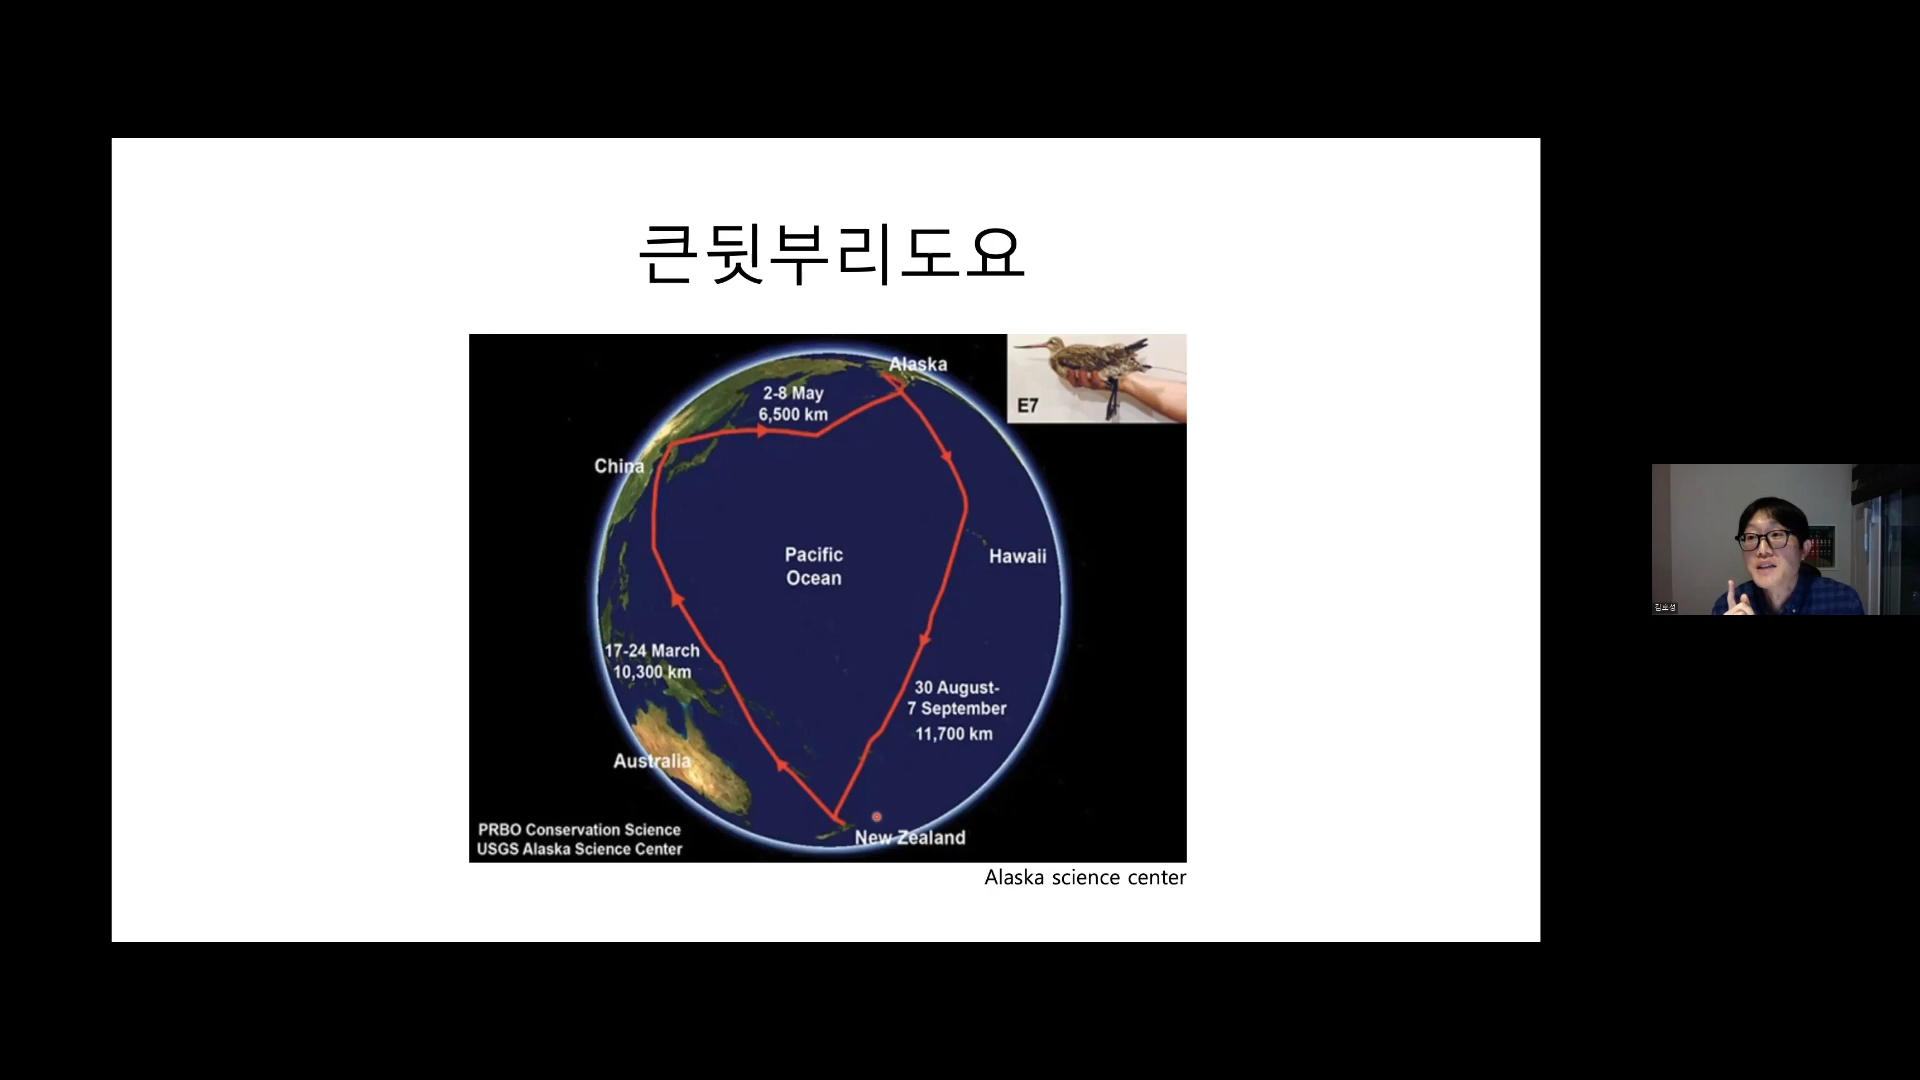 큰뒷부리도요
Alaska
2-8 May
6,500 km
E7
China
Pacific
Ocean
Hawaii
17-24 March
10,300 km
30 August-
7 September
11,700 km
Australia
PRBO Conservation Science
USGS Alaska Science Center
New Zealand
Alaska science center